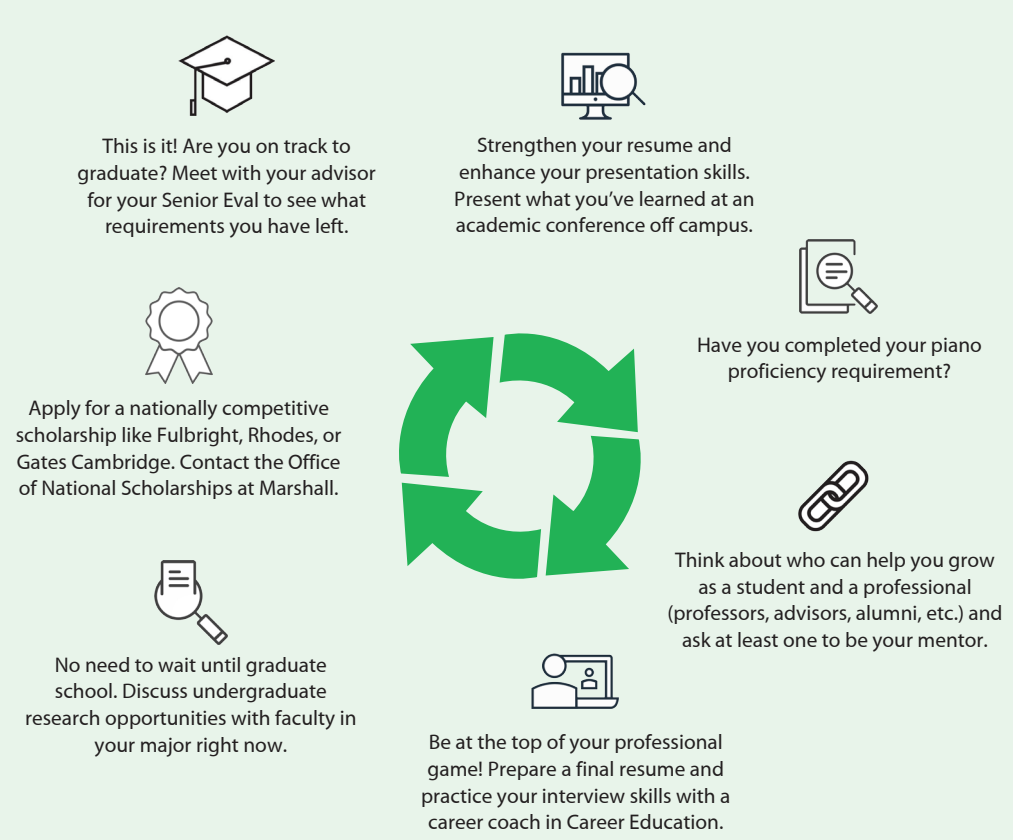 This is it! Are you on track to
graduate? Meet with your advisor
for your Senior Eval to see what
requirements you have left.
Strengthen your resume and
enhance your presentation skills.
Present what you’ve learned at an
academic conference off campus.
Have you completed your piano
proficiency requirement?
Apply for a nationally competitive
scholarship like Fulbright, Rhodes, or
Gates Cambridge. Contact the Office
of National Scholarships at Marshall.
Think about who can help you grow
as a student and a professional
(professors, advisors, alumni, etc.) and
ask at least one to be your mentor.
No need to wait until graduate
school. Discuss undergraduate
research opportunities with faculty in
your major right now.
Be at the top of your professional
game! Prepare a final resume and
practice your interview skills with a
career coach in Career Education.